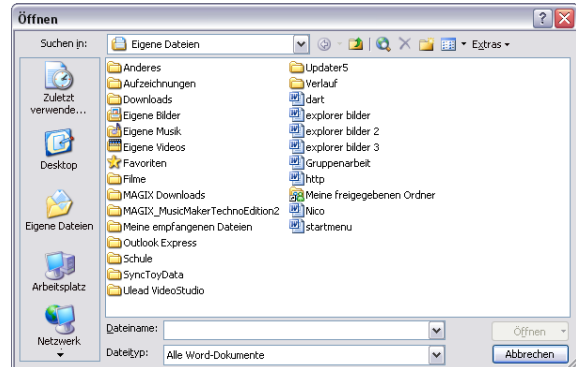 Öffnen
Suchen in:
Eigene Dateien
Extras
Zuletzt
verwende...
Desktop
Eigene Dateien
Arbeitsplatz
Netzwerk
Anderes
Aufzeichnungen
Downloads
Eigene Bilder
Eigene Musik
Eigene Videos
Favoriten
Filme
MAGIX Downloads
MAGIX_MusicMakerTechnoEdition2
Meine empfangenen Dateien
Outlook Express
Schule
SyncToyData
Ulead VideoStudio
Updater5
Verlauf
dart
explorer bilder
explorer bilder 2
explorer bilder 3
Gruppenarbeit
http
Meine freigegebenen Ordner
Nico
startmenu
Dateiname:
Öffnen
Dateityp:
Alle Word-Dokumente
Abbrechen